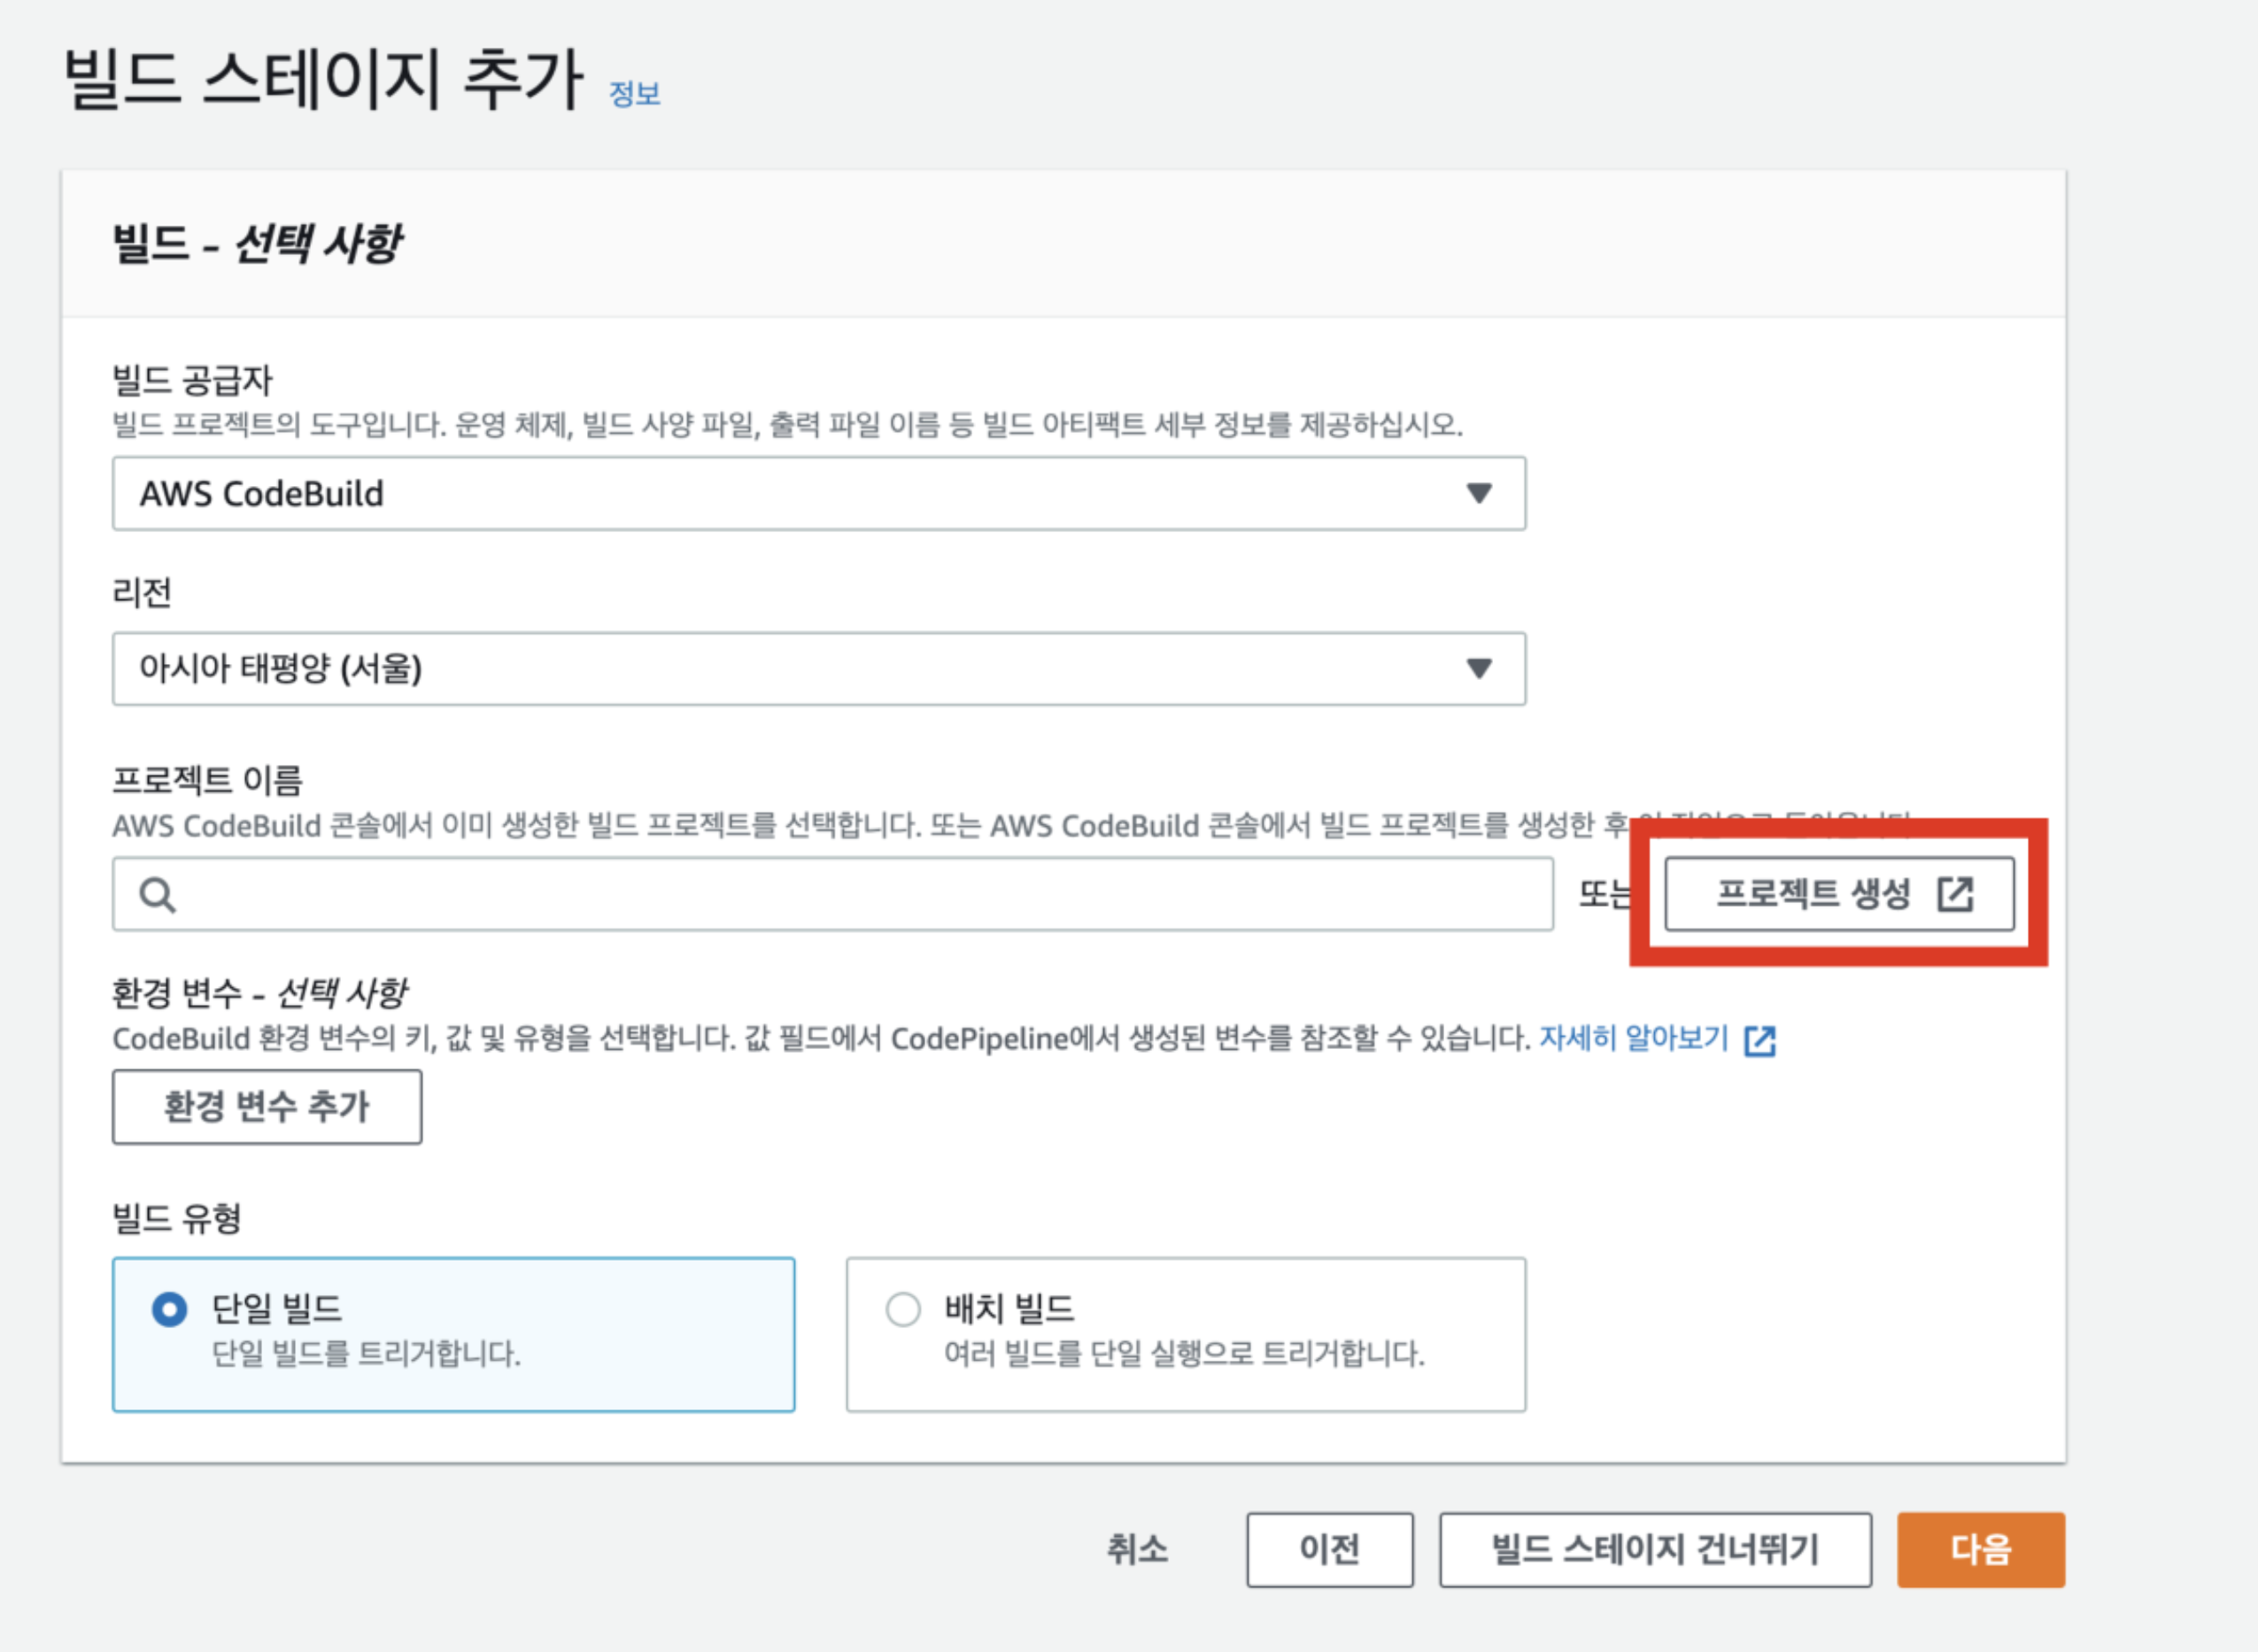 빌드 스테이지 추가 정보
빌드 - 선택 사항
빌드 공급자
빌드 프로젝트의 도구입니다. 운영 체제, 빌드 사양 파일, 출력 파일 이름 등 빌드 아티팩트 세부 정보를 제공하십시오.
AWS CodeBuild
리전
아시아 태평양 (서울)
프로젝트 이름
AWS CodeBuild 콘솔에서 이미 생성한 빌드 프로젝트를 선택합니다. 또는 AWS CodeBuild 콘솔에서 빌드 프로젝트를 생성한 후
또는 프로젝트 생성
환경 변수 - 선택 사항
CodeBuild 환경 변수의 키, 값 및 유형을 선택합니다. 값 필드에서 CodePipeline에서 생성된 변수를 참조할 수 있습니다. 자세히 알아보기
환경 변수 추가
빌드 유형
단일 빌드
단일 빌드를 트리거합니다.
배치 빌드
여러 빌드를 단일 실행으로 트리거합니다.
취소 이전 빌드 스테이지 건너뛰기 다음